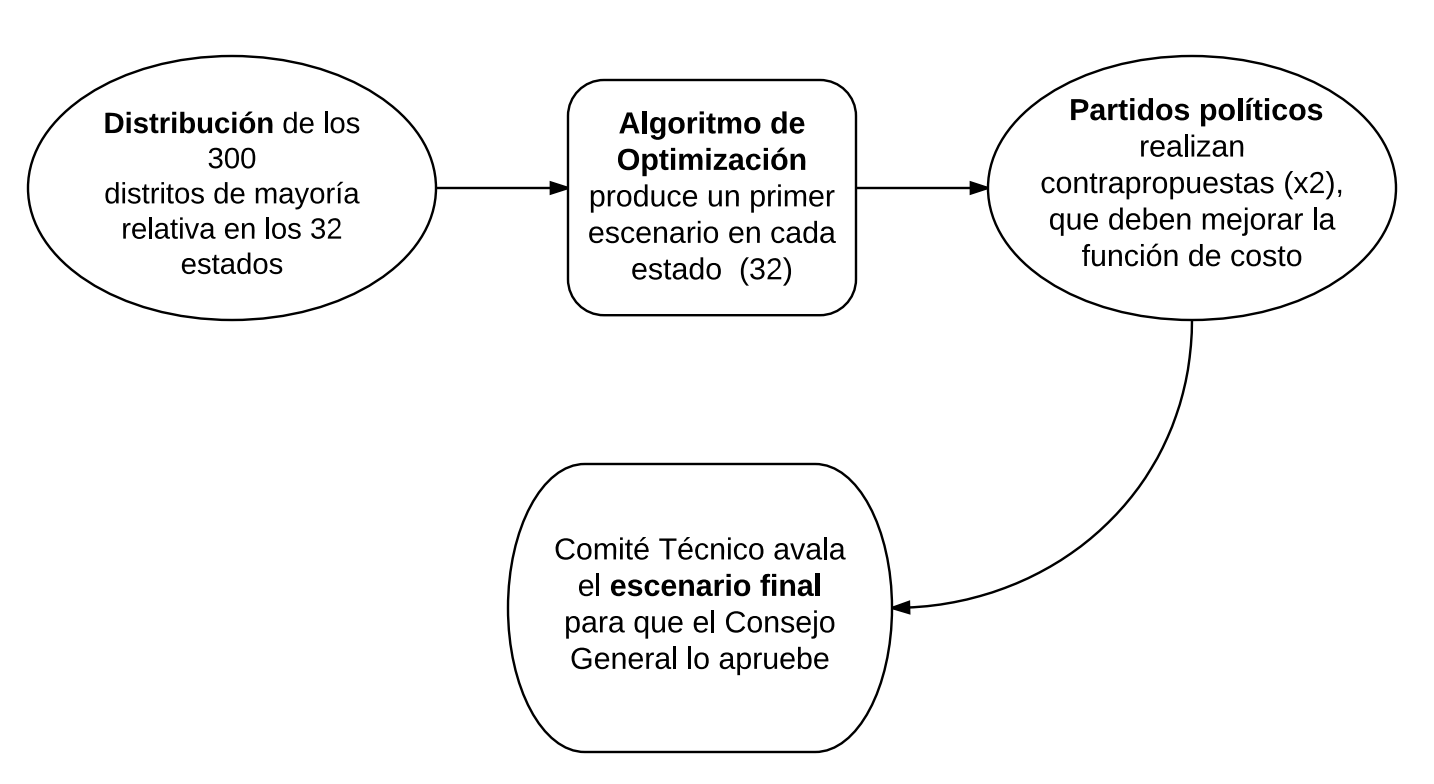 Distribución de los
300
distritos de mayoría
relativa en los 32
estados
Algoritmo de
Optimización
produce un primer
escenario en cada
estado (32)
Partidos políticos
realizan
contrapropuestas (x2),
que deben mejorar la
función de costo
Comité Técnico avala
el escenario final
para que el Consejo
General lo apruebe